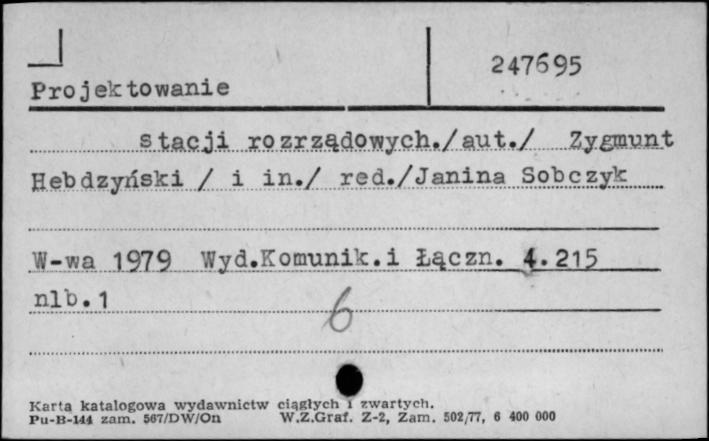 247695
Projektowanie
stacji rozrządowych./aut./ Zygmunt
Hebdzyński / i in./ red./Janina Sobczyk
W-wa 1979 Wyd.Komunik.i Łączn. 4.215
nlb.1
6
Karta katalogowa wydawnictw ciągłych i zwartych.
Pu-B-144 zam. 567/DW/On W.Z.Graf. Z-2, Zam. 502/77, 6 400 000